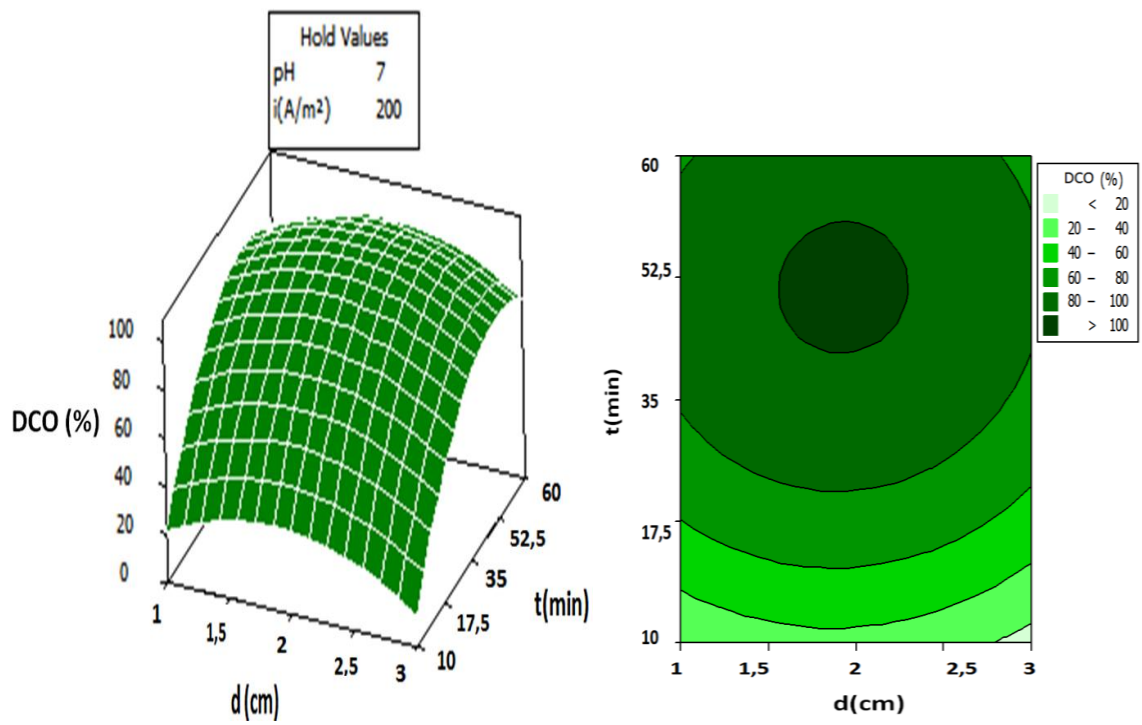 Hold Values
pH 7
i(A/m²) 200
100
80
60
40
20
0
DCO (%)
1
1,5
2
2,5
3
d(cm)
10
17,5
35
52,5
60
t(min)
60
52,5
35
17,5
10
t(min)
1
1,5
2
2,5
3
d(cm)
DCO (%)
< 20
20 – 40
40 – 60
60 – 80
80 – 100
> 100